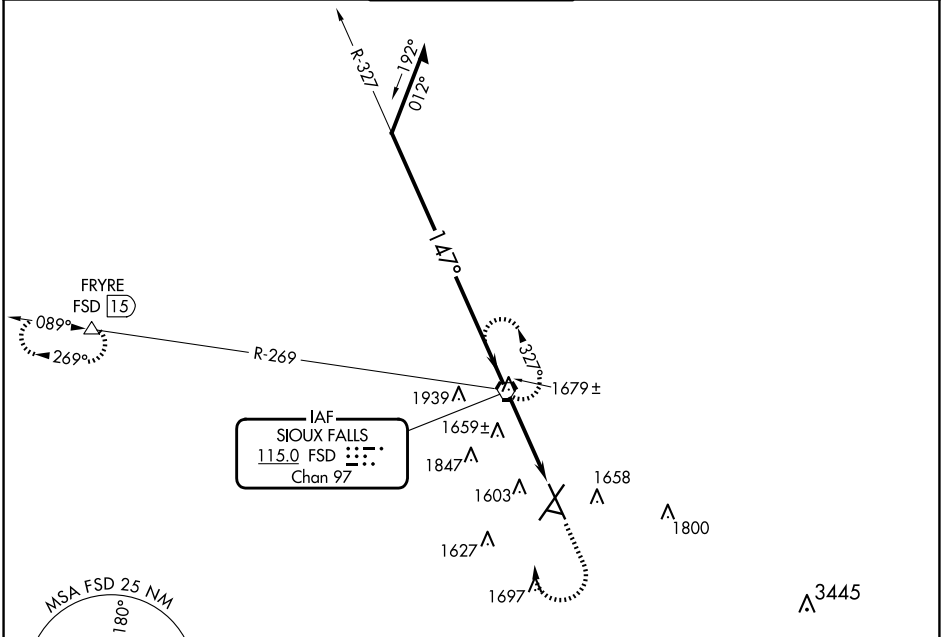 R-327
192°
012°
147°
FRYRE
FSD 15
089°
269°
R-269
327°
1939
1679±
IAF
SIOUX FALLS
115.0 FSD
Chan 97
1659±
1847
1603
1658
1800
1627
1697
3445
MSA FSD 25 NM
180°